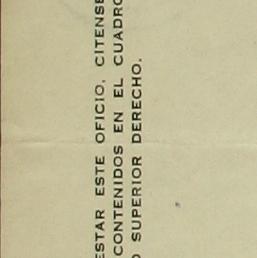 ESTAR ESTE OFICIO, CITENSE
CONTENIDOS EN EL CUADRO
SUPERIOR DERECHO.